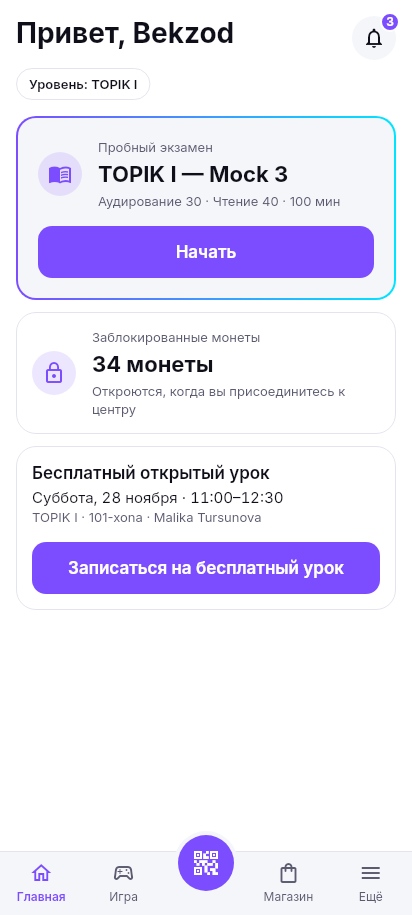 Привет, Bekzod
3
Уровень: TOPIK I
Пробный экзамен
TOPIK I — Mock 3
Аудирование 30 · Чтение 40 · 100 мин
Начать
Заблокированные монеты
34 монеты
Откроются, когда вы присоединитесь к
центру
Бесплатный открытый урок
Суббота, 28 ноября · 11:00–12:30
TOPIK I · 101-xona · Malika Tursunova
Записаться на бесплатный урок
Главная
Игра
Магазин
Ещё